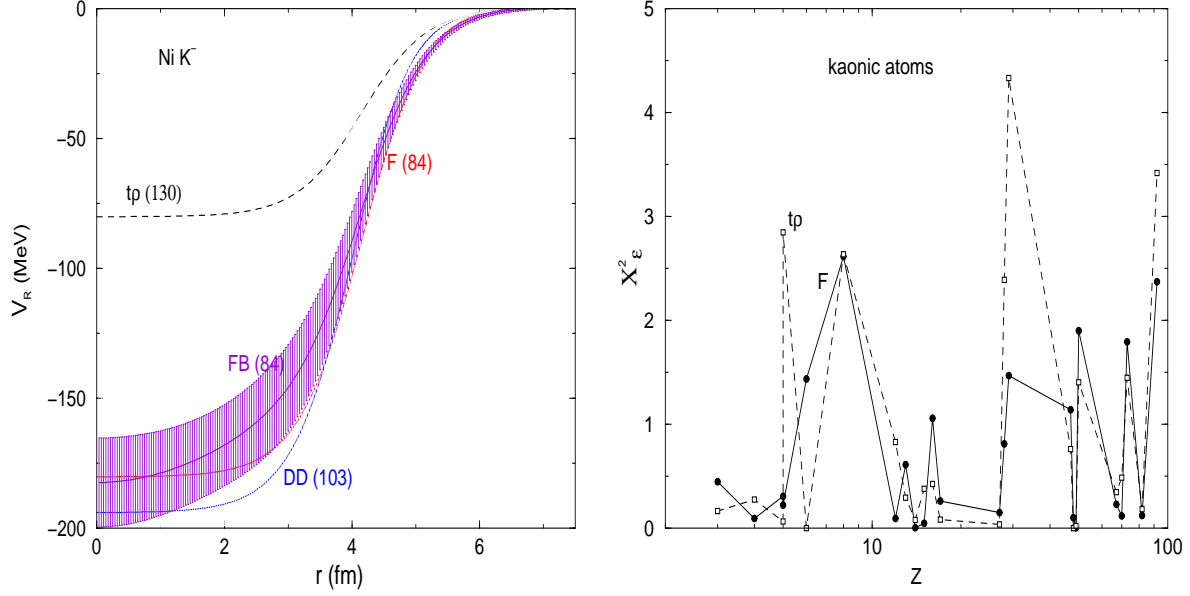 Ni K⁻
tρ (130)
F (84)
FB (84)
DD (103)
V_R (MeV)
0
−50
−100
−150
−200
0
2
4
6
r (fm)
kaonic atoms
tρ
F
X²_ε
5
4
3
2
1
0
10
100
Z